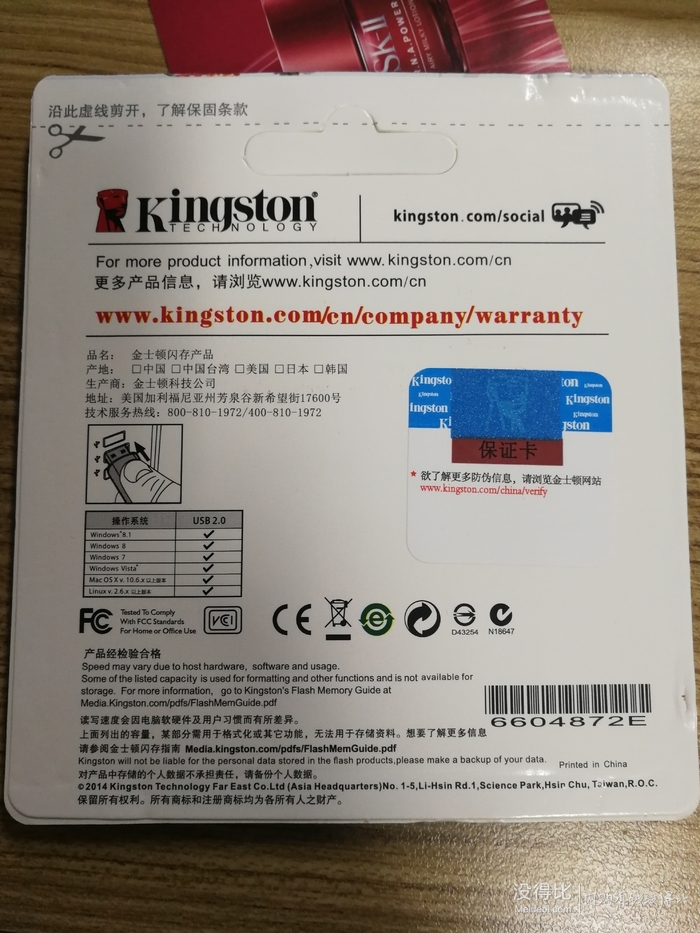 SK-II
R.N.A.POWER
AIRY MILKY LOTION
沿此虚线剪开，了解保固条款
Kingston®
TECHNOLOGY
kingston.com/social
For more product information,visit www.kingston.com/cn
更多产品信息，请浏览www.kingston.com/cn
www.kingston.com/cn/company/warranty
品名： 金士顿闪存产品
产地： □中国 □中国台湾 □美国 □日本 □韩国
生产商：金士顿科技公司
地址：美国加利福尼亚州芳泉谷新希望街17600号
技术服务热线：800-810-1972/400-810-1972
Kingsto
Kingston
ingston
Ki
ton
Kingston
Kingston
ngston
保证卡
* 欲了解更多防伪信息，请浏览金士顿网站
www.kingston.com/china/verify
操作系统 USB 2.0
Windows®8.1 ✓
Windows 8 ✓
Windows 7 ✓
Windows Vista® ✓
Mac OS X v. 10.6.x 以上版本 ✓
Linux v. 2.6.x 以上版本 ✓
FC
Tested To Comply
With FCC Standards
For Home or Office Use
VCI
CE
e
D43254
N18647
产品经检验合格
Speed may vary due to host hardware, software and usage.
Some of the listed capacity is used for formatting and other functions and is not available for
storage. For more information, go to Kingston's Flash Memory Guide at
Media.Kingston.com/pdfs/FlashMemGuide.pdf
6604872E
读写速度会因电脑软硬件及用户习惯而有所差异。
上面列出的容量，某部分需用于格式化或其它功能，无法用于存储资料。想要了解更多信息
请参阅金士顿闪存指南 Media.kingston.com/pdfs/FlashMemGuide.pdf
Kingston will not be liable for the personal data stored in the flash products,please make a backup of your data.
Printed in China
对产品中存储的个人数据不承担责任，请备份个人数据。
©2014 Kingston Technology Far East Co.Ltd (Asia Headquarters)No. 1-5,Li-Hsin Rd.1,Science Park,Hsin Chu, Taiwan,R.O.C.
保留所有权利。所有商标和注册商标均为各所有人之财产。
没得比